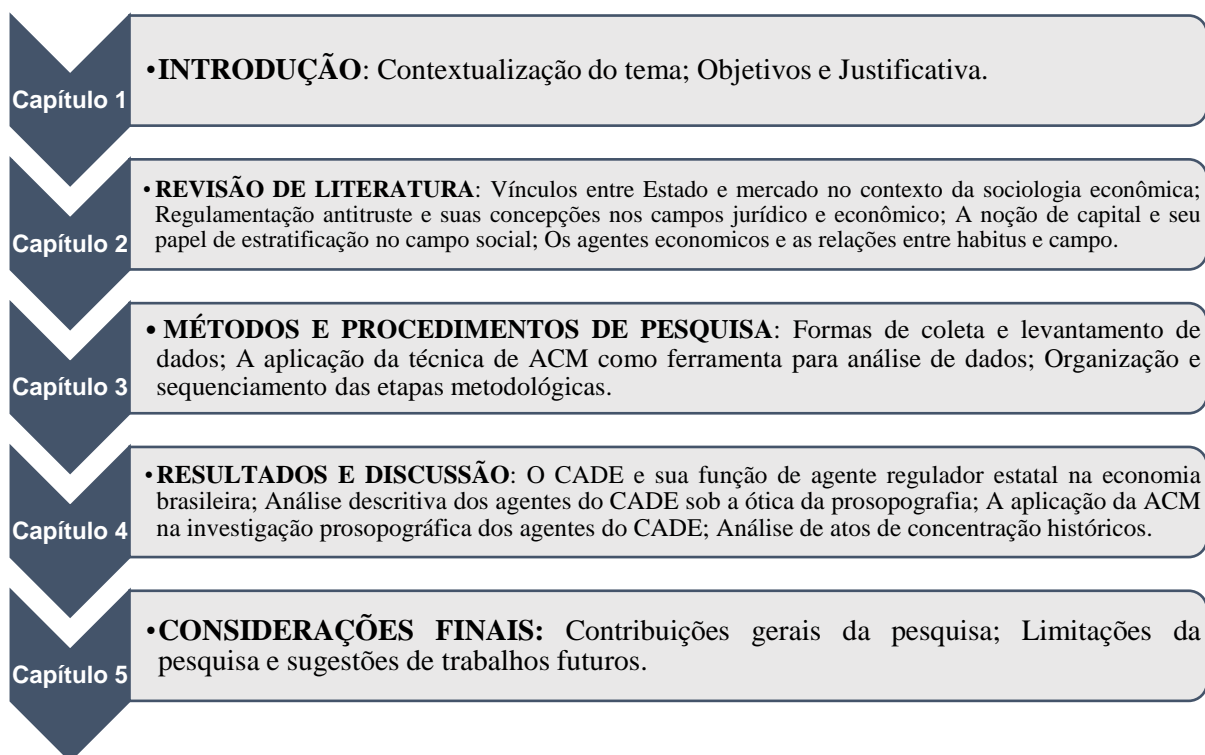 Capítulo 1
•INTRODUÇÃO: Contextualização do tema; Objetivos e Justificativa.
Capítulo 2
• REVISÃO DE LITERATURA: Vínculos entre Estado e mercado no contexto da sociologia econômica;
Regulamentação antitruste e suas concepções nos campos jurídico e econômico; A noção de capital e seu
papel de estratificação no campo social; Os agentes economicos e as relações entre habitus e campo.
Capítulo 3
• MÉTODOS E PROCEDIMENTOS DE PESQUISA: Formas de coleta e levantamento de
dados; A aplicação da técnica de ACM como ferramenta para análise de dados; Organização e
sequenciamento das etapas metodológicas.
Capítulo 4
•RESULTADOS E DISCUSSÃO: O CADE e sua função de agente regulador estatal na economia
brasileira; Análise descritiva dos agentes do CADE sob a ótica da prosopografia; A aplicação da ACM
na investigação prosopográfica dos agentes do CADE; Análise de atos de concentração históricos.
Capítulo 5
•CONSIDERAÇÕES FINAIS: Contribuições gerais da pesquisa; Limitações da
pesquisa e sugestões de trabalhos futuros.